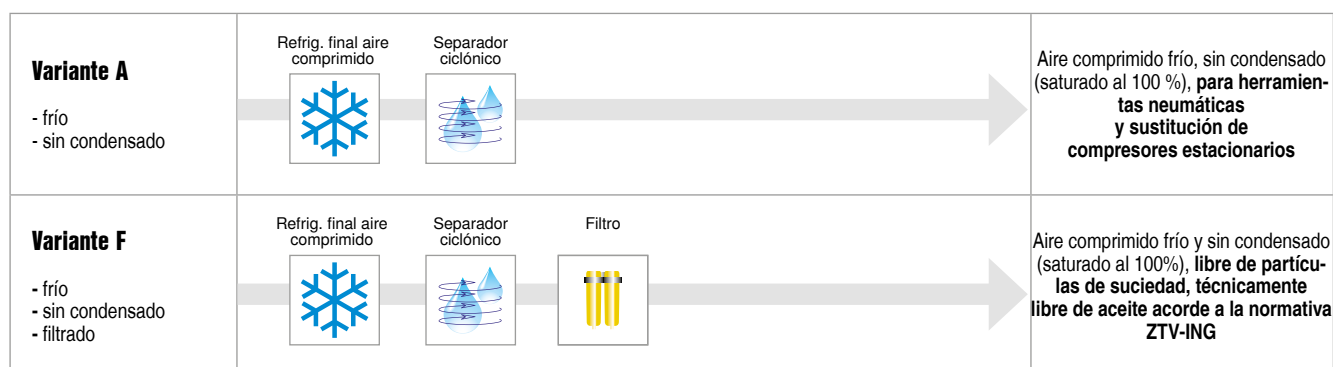 Variante A
- frío
- sin condensado
Refrig. final aire
comprimido
Separador
ciclónico
Aire comprimido frío, sin condensado
(saturado al 100 %), para herramien-
tas neumáticas
y sustitución de
compresores estacionarios
Variante F
- frío
- sin condensado
- filtrado
Refrig. final aire
comprimido
Separador
ciclónico
Filtro
Aire comprimido frío y sin condensado
(saturado al 100%), libre de partícu-
las de suciedad, técnicamente
libre de aceite acorde a la normativa
ZTV-ING